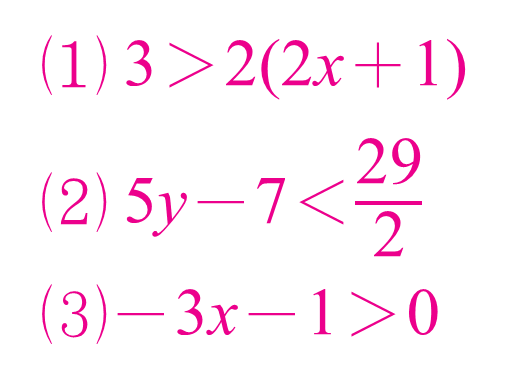 (1) 3>2(2x+1)
(2) 5y-7<29/2
(3) -3x-1>0